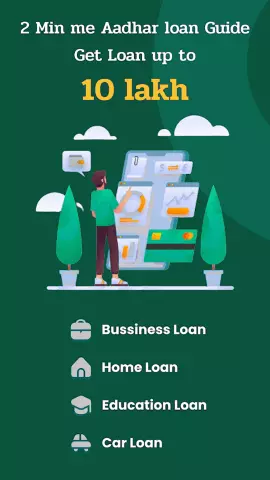 2 Min me Aadhar loan Guide
Get Loan up to
10 lakh
Bussiness Loan
Home Loan
Education Loan
Car Loan